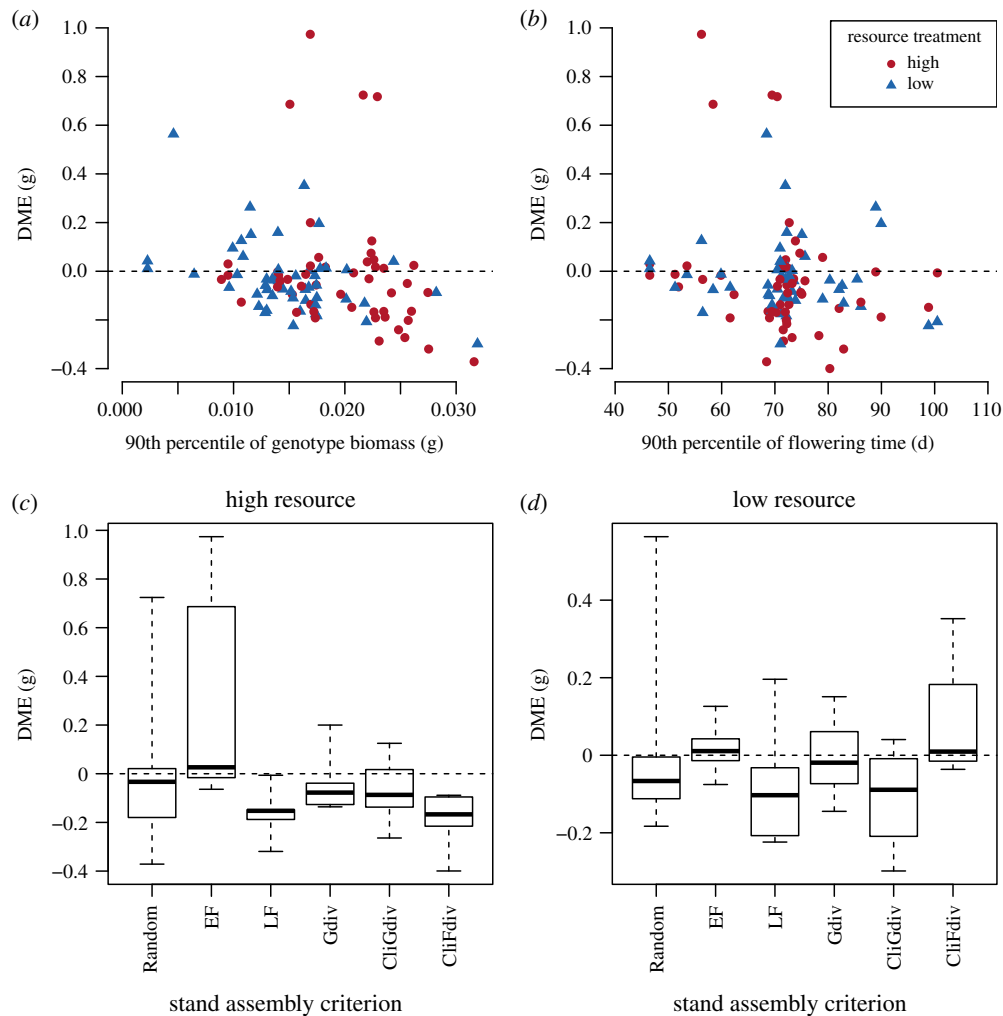 (a)
DME (g)
1.0
0.8
0.6
0.4
0.2
0.0
−0.4
0.000
0.010
0.020
0.030
90th percentile of genotype biomass (g)
(b)
resource treatment
high
low
DME (g)
1.0
0.8
0.6
0.4
0.2
0.0
−0.4
40
50
60
70
80
90
100
110
90th percentile of flowering time (d)
(c)
high resource
DME (g)
1.0
0.8
0.6
0.4
0.2
0
−0.2
−0.4
Random
EF
LF
Gdiv
CliGdiv
CliFdiv
stand assembly criterion
(d)
low resource
DME (g)
0.4
0.2
0
−0.2
Random
EF
LF
Gdiv
CliGdiv
CliFdiv
stand assembly criterion